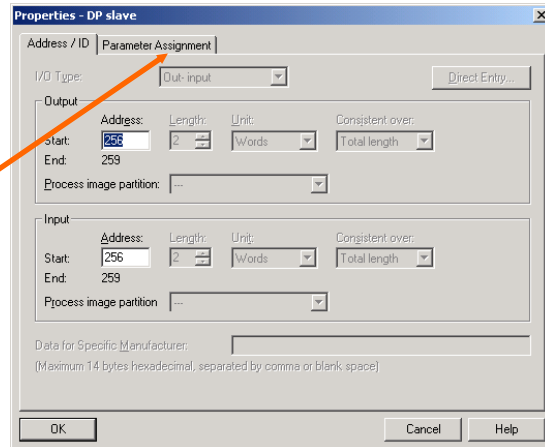 Properties - DP slave
Address / ID Parameter Assignment
I/O Type: Out- input Direct Entry...
Output
Address: Length: Unit: Consistent over:
Start: 256 2 Words Total length
End: 259
Process image partition: ---
Input
Address: Length: Unit: Consistent over:
Start: 256 2 Words Total length
End: 259
Process image partition ---
Data for Specific Manufacturer:
(Maximum 14 bytes hexadecimal, separated by comma or blank space)
OK Cancel Help